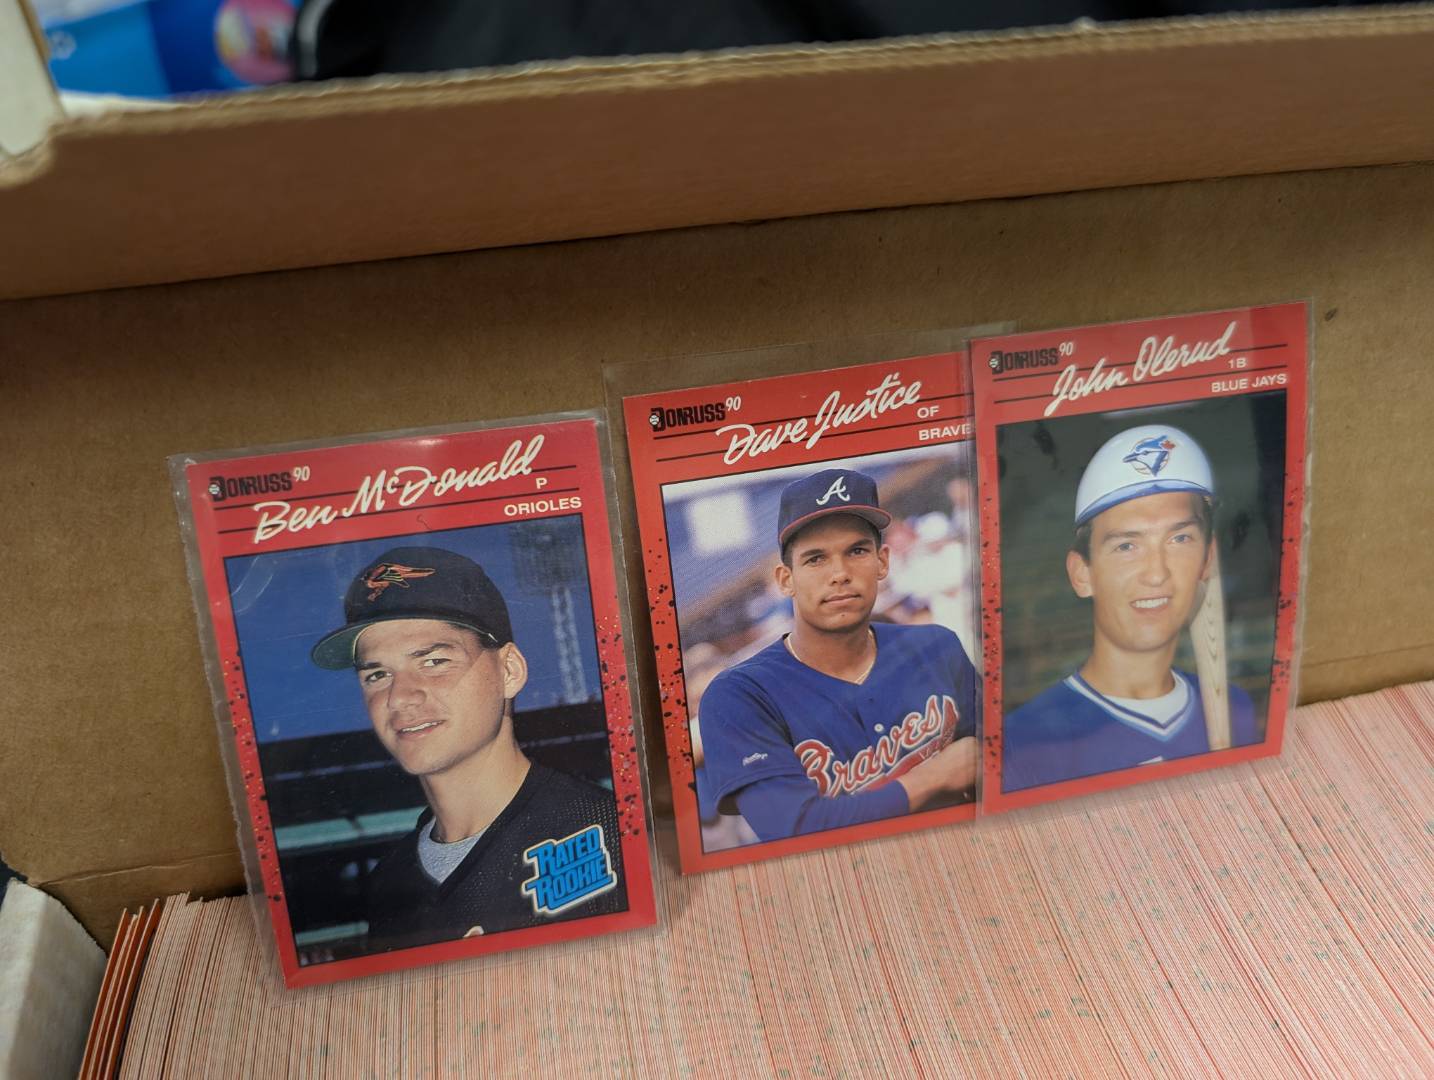 DONRUSS 90
Ben McDonald
P
ORIOLES
RATED
ROOKIE
DONRUSS 90
Dave Justice
OF
BRAVE
A
Braves
Rawlings
DONRUSS 90
John Olerud
1B
BLUE JAYS